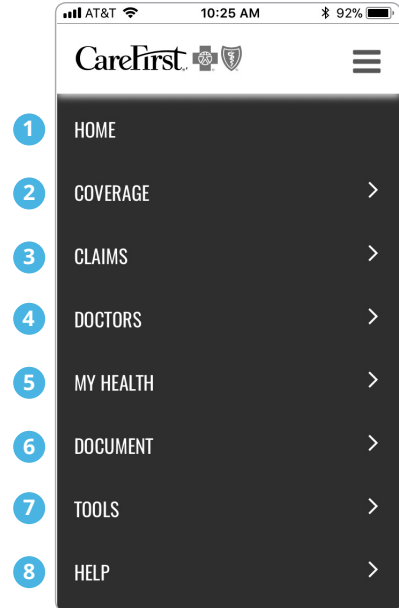 AT&T 10:25 AM 92%
CareFirst
1 HOME
2 COVERAGE
3 CLAIMS
4 DOCTORS
5 MY HEALTH
6 DOCUMENT
7 TOOLS
8 HELP